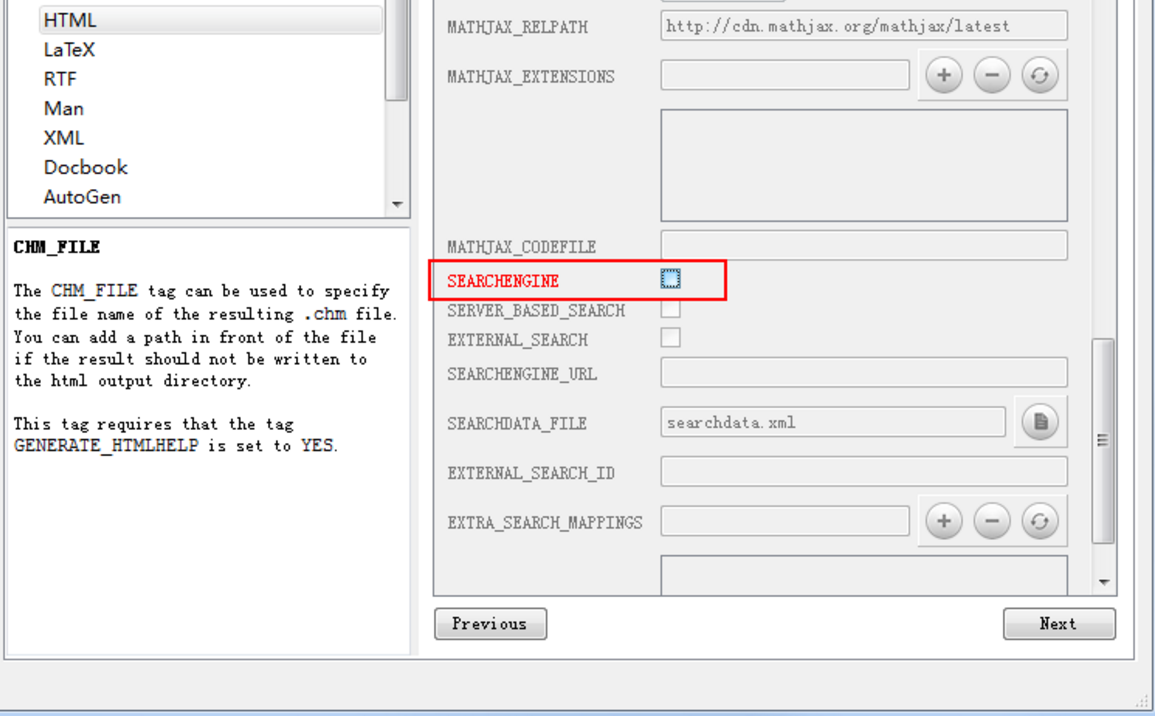 HTML
LaTeX
RTF
Man
XML
Docbook
AutoGen
CHM_FILE
The CHM_FILE tag can be used to specify
the file name of the resulting .chm file.
You can add a path in front of the file
if the result should not be written to
the html output directory.
This tag requires that the tag
GENERATE_HTMLHELP is set to YES.
MATHJAX_RELPATH http://cdn.mathjax.org/mathjax/latest
MATHJAX_EXTENSIONS
MATHJAX_CODEFILE
SEARCHENGINE
SERVER_BASED_SEARCH
EXTERNAL_SEARCH
SEARCHENGINE_URL
SEARCHDATA_FILE searchdata.xml
EXTERNAL_SEARCH_ID
EXTRA_SEARCH_MAPPINGS
Previous Next